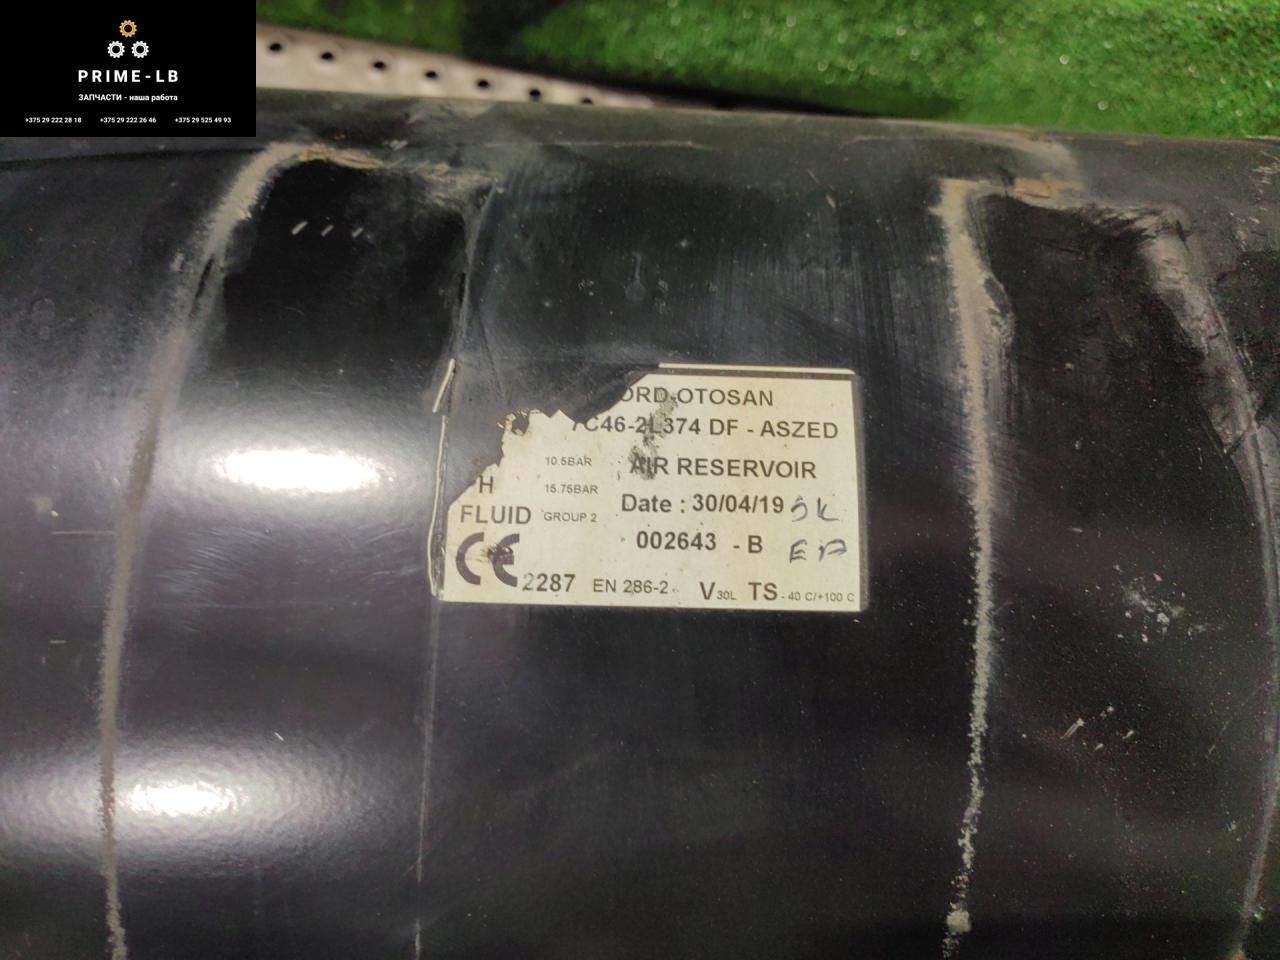 PRIME-LB
ЗАПЧАСТИ - наша работа
+375 29 222 28 18 +375 29 222 26 46 +375 29 525 49 93
ORD-OTOSAN
7C46-2L374 DF - ASZED
10.5BAR AIR RESERVOIR
H 15.75BAR Date : 30/04/19
FLUID GROUP 2
002643 - B
CE 2287 EN 286-2 V 30L TS - 40 C/+100 C